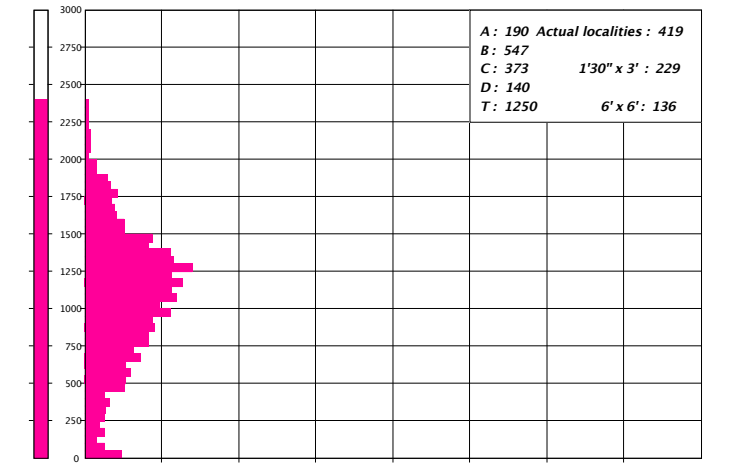 3000
A : 190 Actual localities : 419
2750
B : 547
C : 373 1'30" x 3' : 229
2500
D : 140
T : 1250 6' x 6' : 136
2250
2000
1750
1500
1250
1000
750
500
250
0